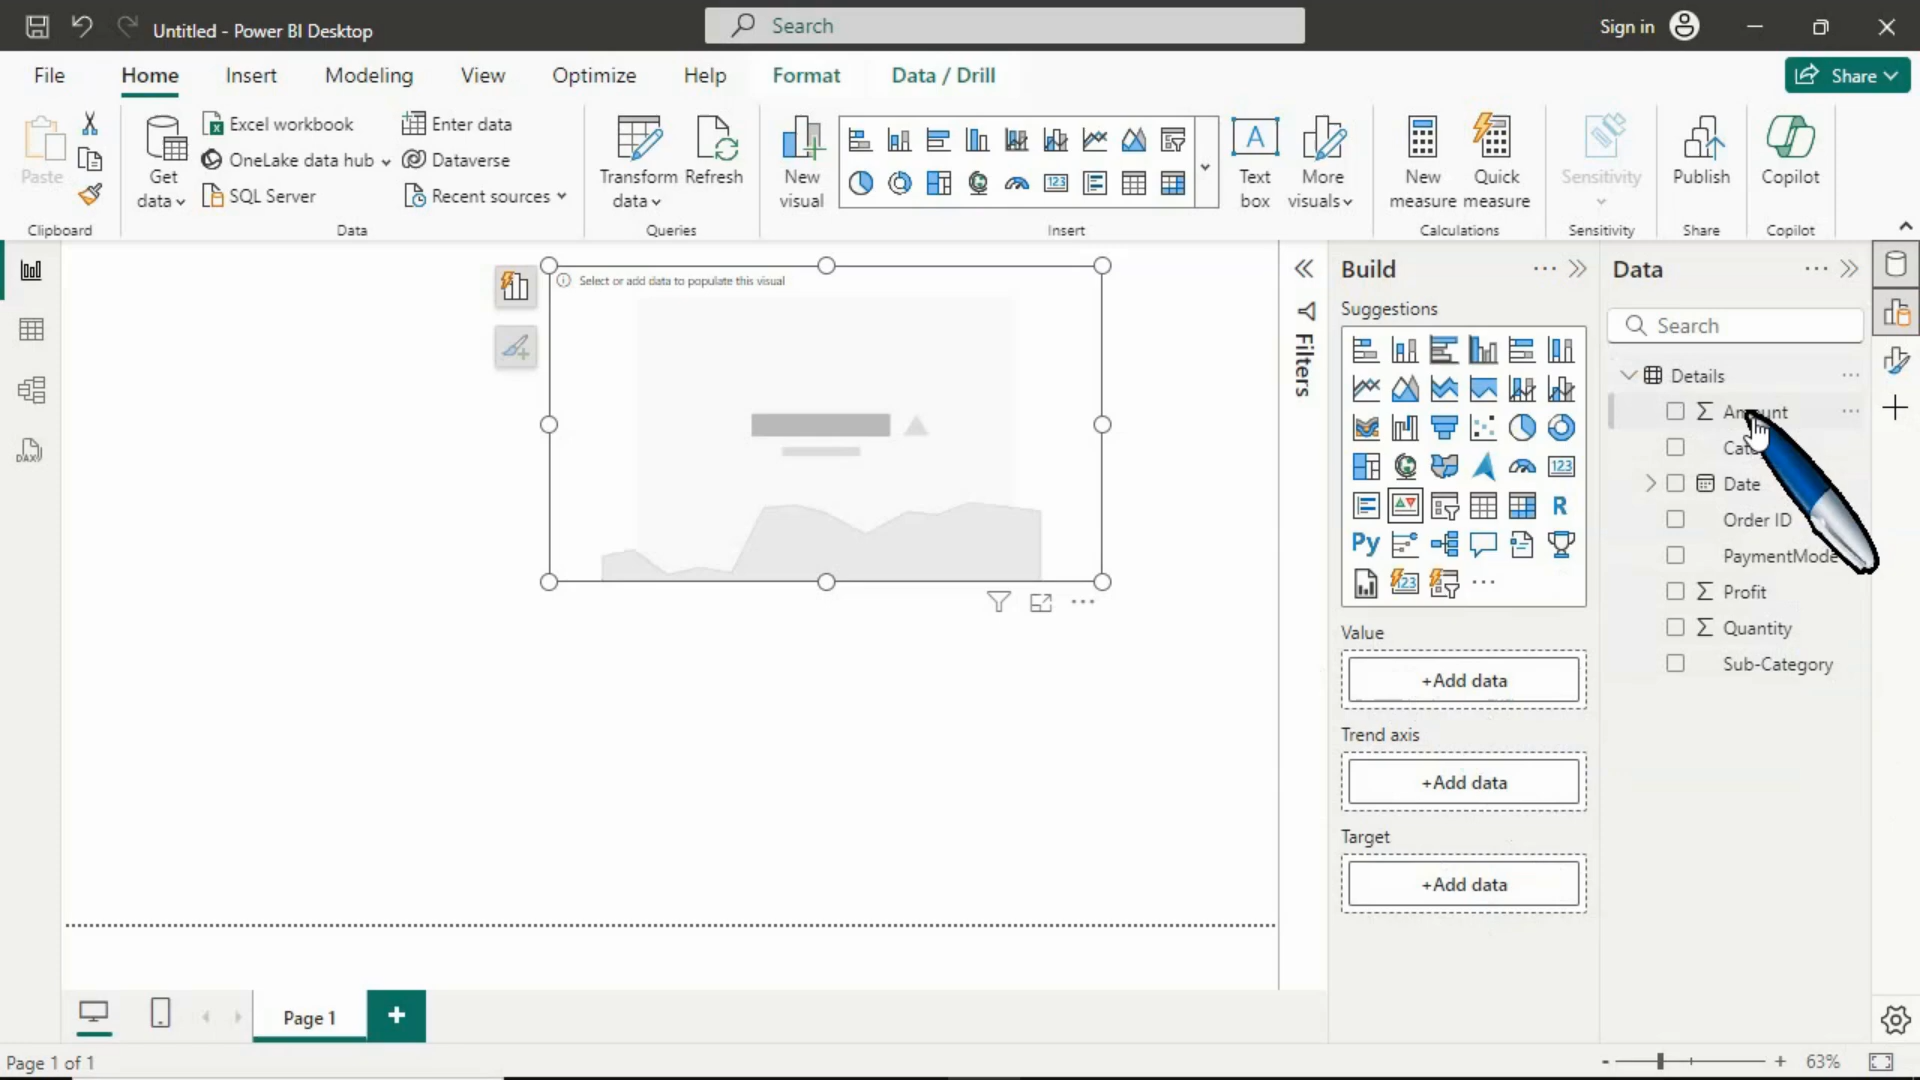 Untitled - Power BI Desktop
Search
Sign in
File
Home
Insert
Modeling
View
Optimize
Help
Format
Data / Drill
Share
Paste
Clipboard
Get data
Excel workbook
OneLake data hub
SQL Server
Enter data
Dataverse
Recent sources
Data
Transform data
Refresh
Queries
New visual
Text box
More visuals
Insert
New measure
Quick measure
Calculations
Sensitivity
Sensitivity
Publish
Share
Copilot
Copilot
DAX
Select or add data to populate this visual
Filters
Build
Suggestions
123
R
Py
123
Value
+Add data
Trend axis
+Add data
Target
+Add data
Data
Search
Details
Date
Order ID
PaymentMode
Profit
Quantity
Sub-Category
Page 1
Page 1 of 1
63%